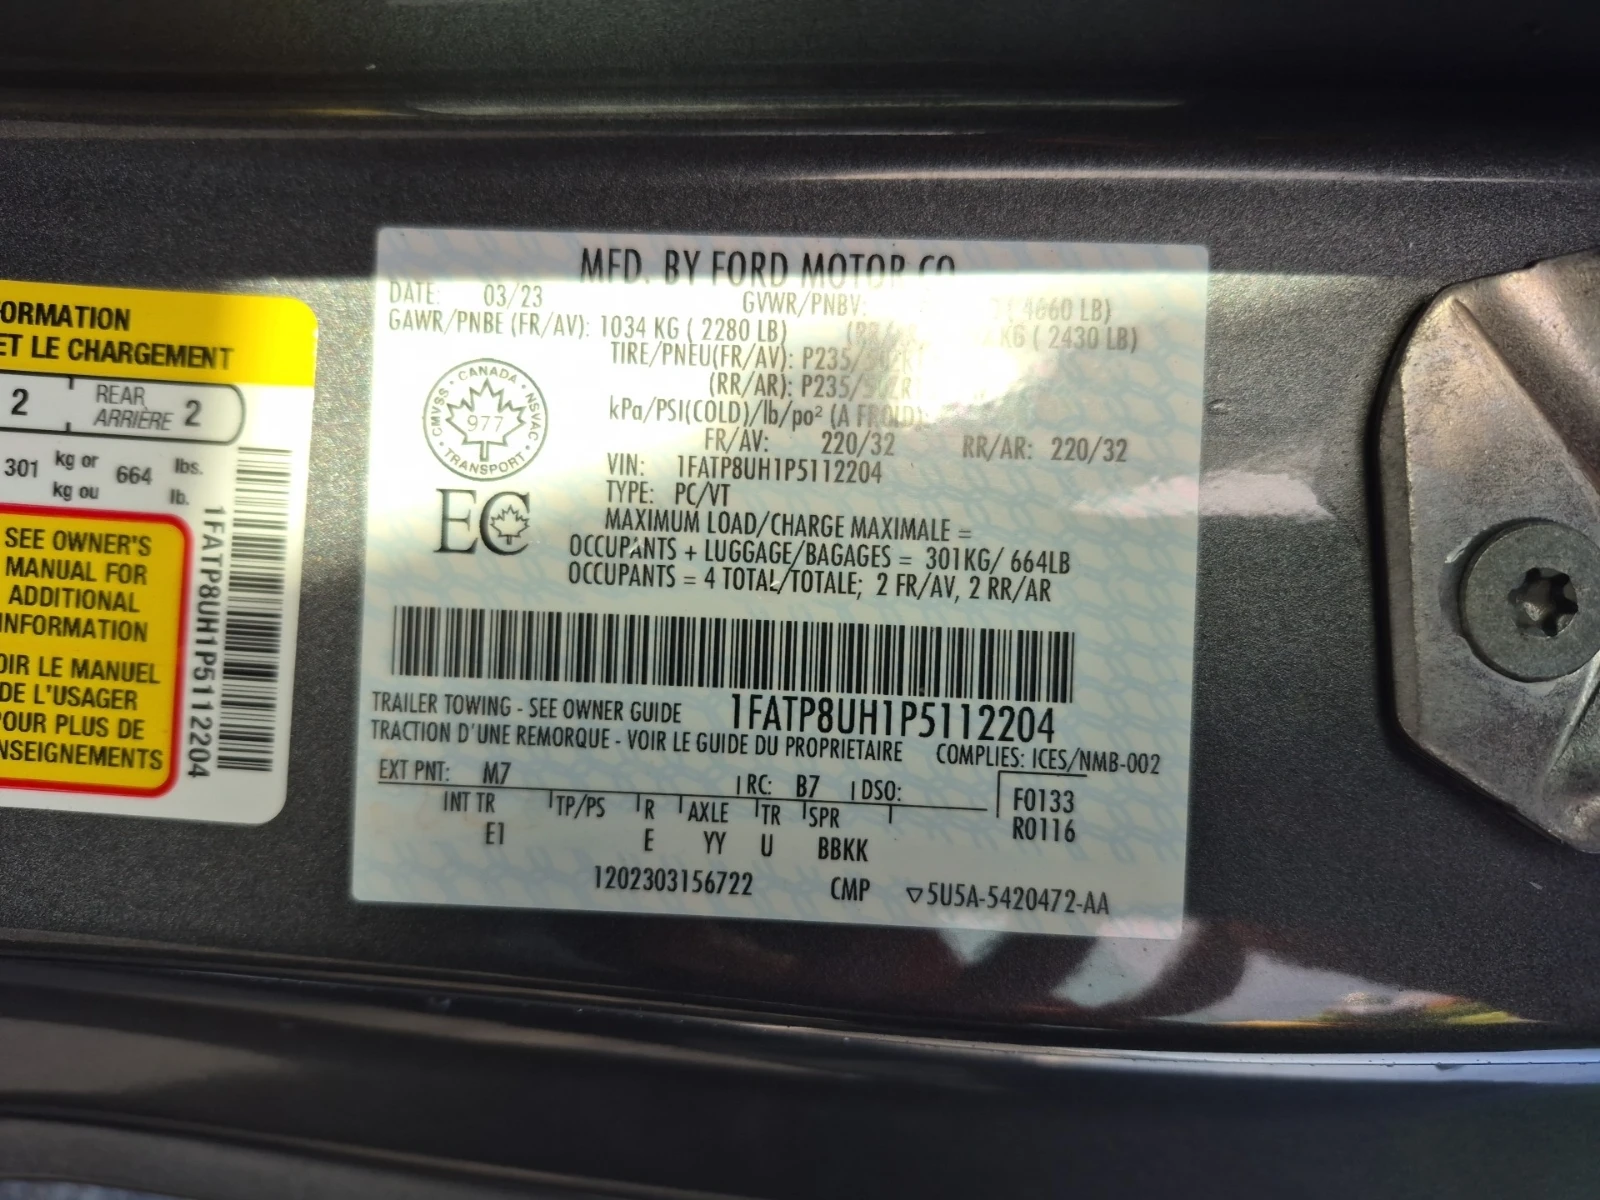 ORMATION
ET LE CHARGEMENT
2 REAR ARRIÈRE 2
301 kg or kg ou 664 lbs. lb.
SEE OWNER'S
MANUAL FOR
ADDITIONAL
INFORMATION
OIR LE MANUEL
DE L'USAGER
POUR PLUS DE
NSEIGNEMENTS
1FATP8UH1P5112204
MFD. BY FORD MOTOR CO
DATE: 03/23 GVWR/PNBV: (4660 LB)
GAWR/PNBE (FR/AV): 1034 KG ( 2280 LB) KG ( 2430 LB)
TIRE/PNEU(FR/AV): P235/
(RR/AR): P235/
kPa/PSI(COLD)/lb/po² (A FROID)
FR/AV: 220/32 RR/AR: 220/32
CANADA
CMVSS 977 NSVAC
TRANSPORT
EC
VIN: 1FATP8UH1P5112204
TYPE: PC/VT
MAXIMUM LOAD/CHARGE MAXIMALE =
OCCUPANTS + LUGGAGE/BAGAGES = 301KG/ 664LB
OCCUPANTS = 4 TOTAL/TOTALE; 2 FR/AV, 2 RR/AR
TRAILER TOWING - SEE OWNER GUIDE 1FATP8UH1P5112204
TRACTION D'UNE REMORQUE - VOIR LE GUIDE DU PROPRIETAIRE COMPLIES: ICES/NMB-002
EXT PNT: M7 RC: B7 DSO: F0133
INT TR TP/PS R AXLE TR SPR R0116
E1 E YY U BBKK
1202303156722 CMP ▽5U5A-5420472-AA